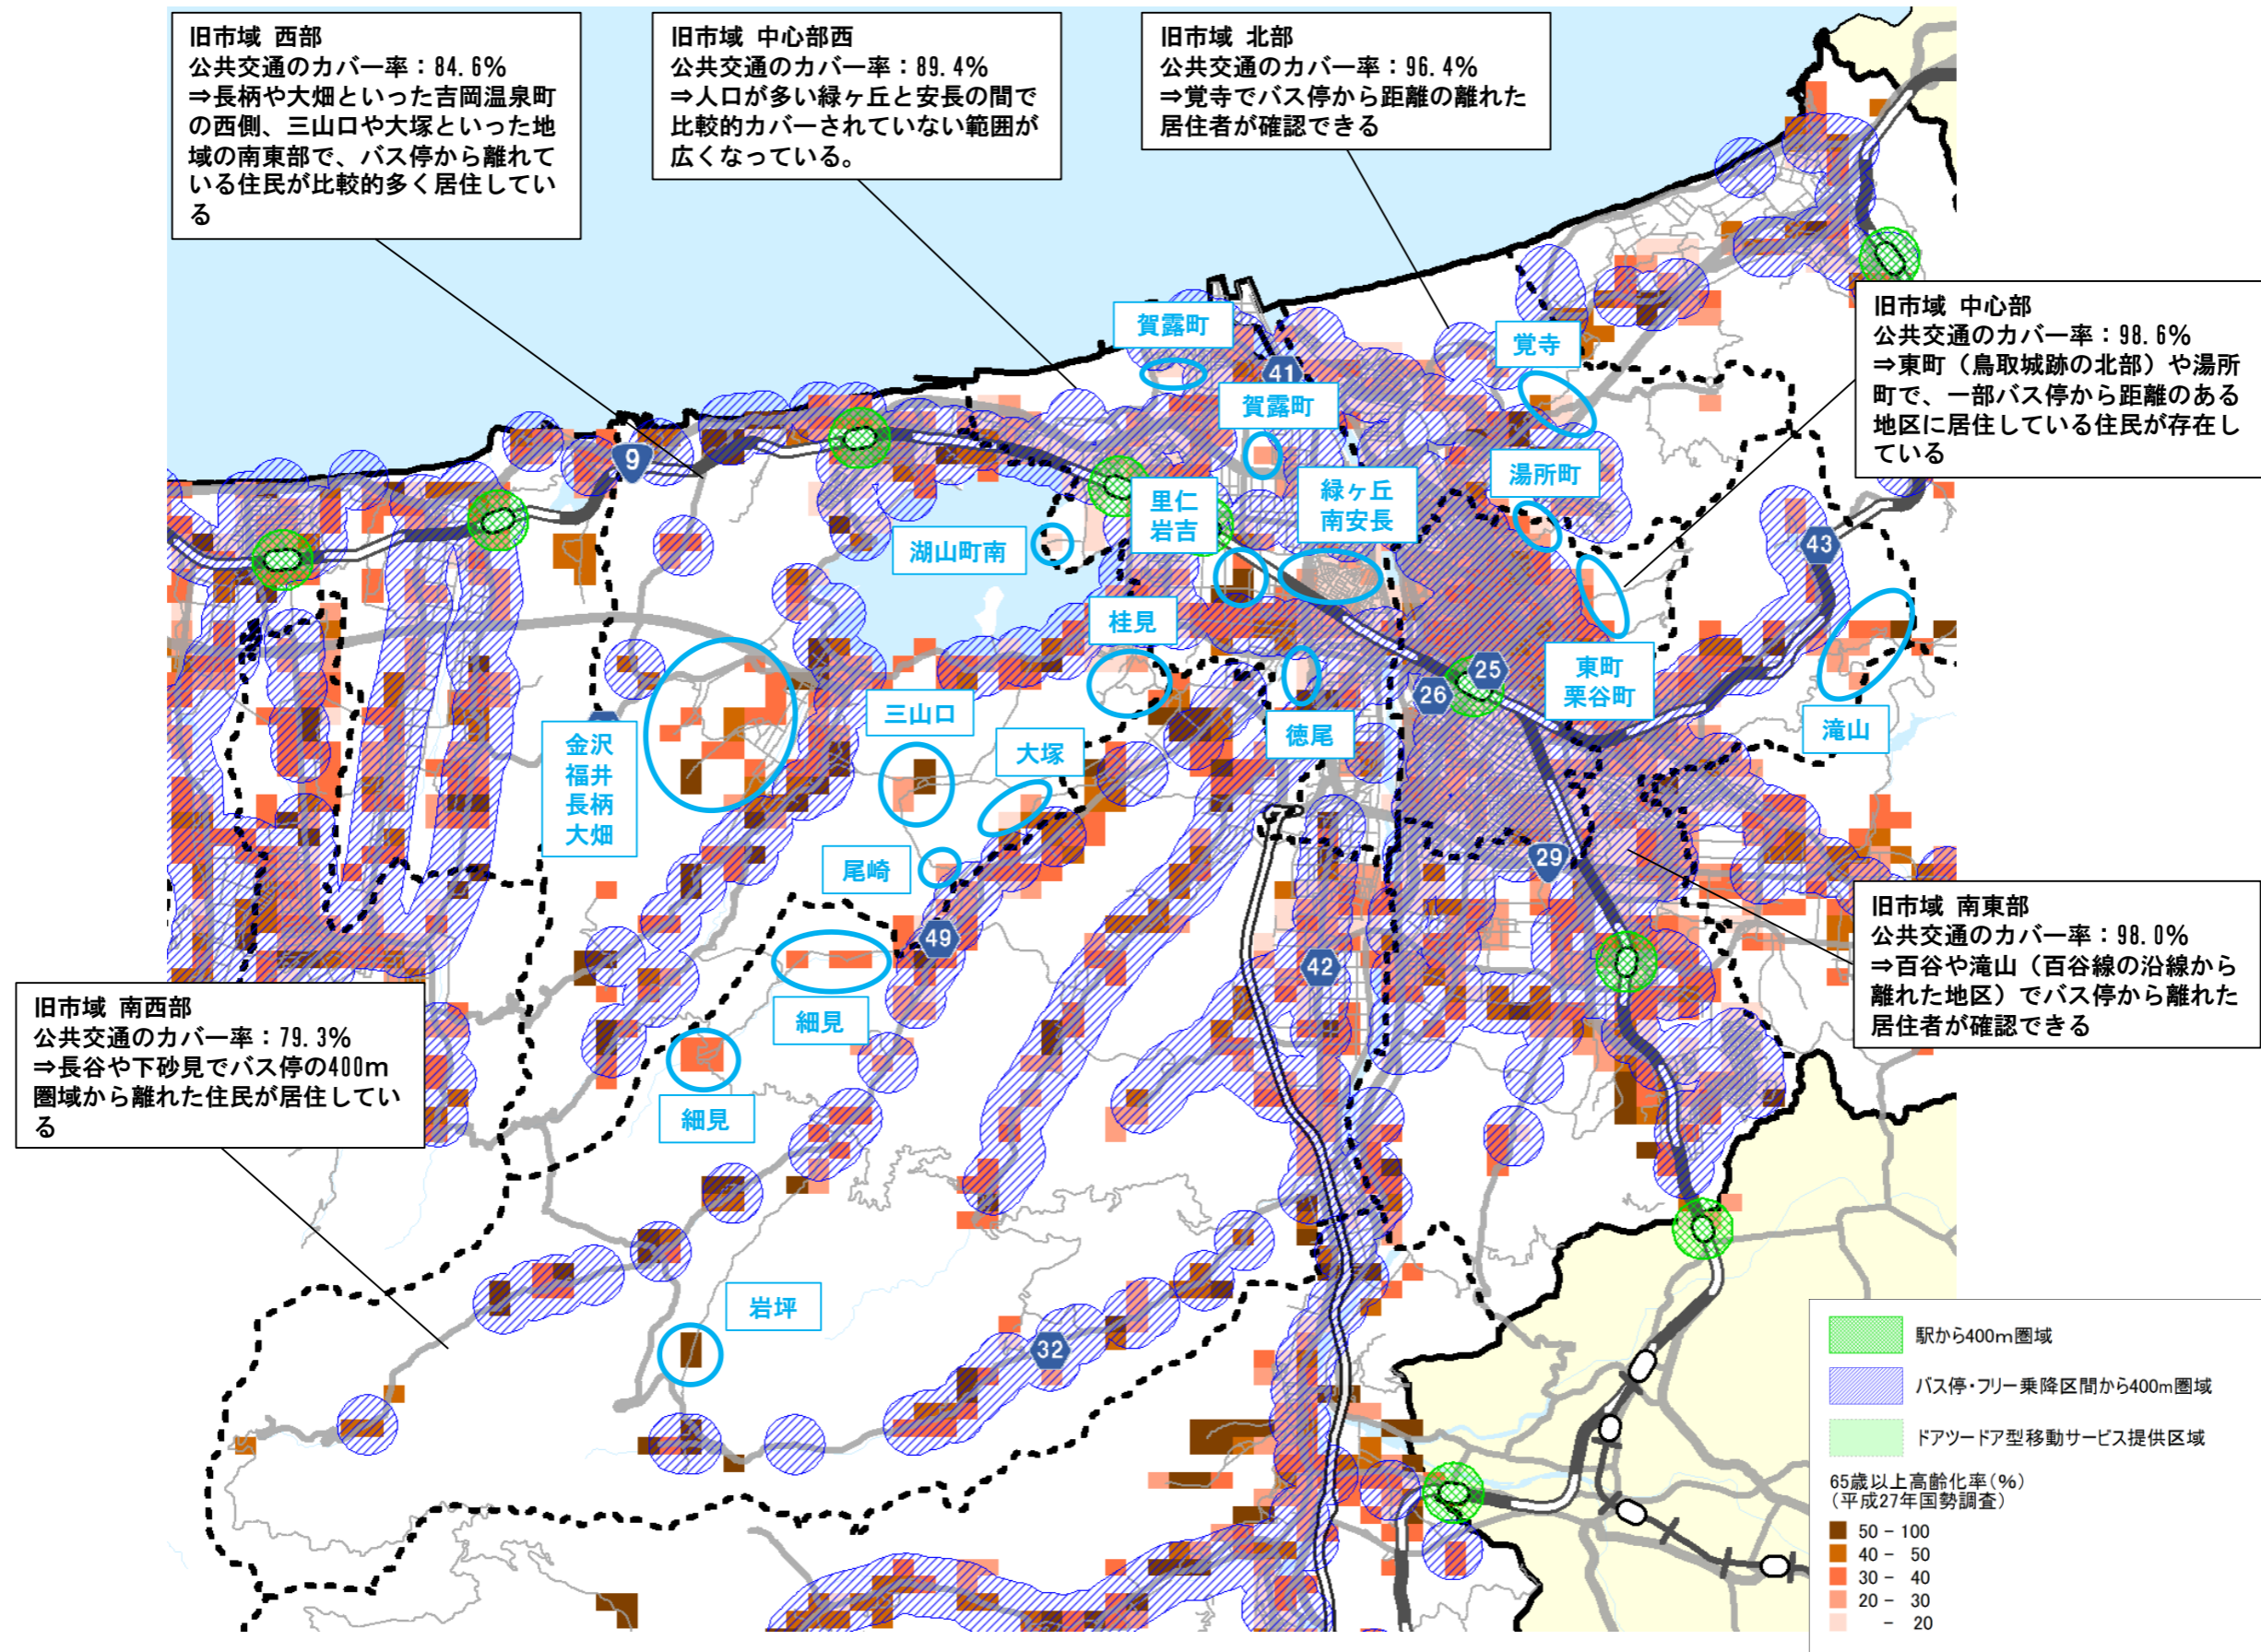 旧市域 西部
公共交通のカバー率：84.6%
⇒長柄や大畑といった吉岡温泉町
の西側、三山口や大塚といった地
域の南東部で、バス停から離れて
いる住民が比較的多く居住してい
る
旧市域 中心部西
公共交通のカバー率：89.4%
⇒人口が多い緑ヶ丘と安長の間で
比較的カバーされていない範囲が
広くなっている。
旧市域 北部
公共交通のカバー率：96.4%
⇒覚寺でバス停から距離の離れた
居住者が確認できる
旧市域 中心部
公共交通のカバー率：98.6%
⇒東町（鳥取城跡の北部）や湯所
町で、一部バス停から距離のある
地区に居住している住民が存在し
ている
賀露町
覚寺
41
賀露町
9
湯所町
緑ヶ丘
南安長
里仁
岩吉
湖山町南
43
桂見
東町
栗谷町
25
26
三山口
徳尾
滝山
金沢
福井
長柄
大畑
大塚
尾崎
29
49
42
旧市域 南東部
公共交通のカバー率：98.0%
⇒百谷や滝山（百谷線の沿線から
離れた地区）でバス停から離れた
居住者が確認できる
細見
細見
旧市域 南西部
公共交通のカバー率：79.3%
⇒長谷や下砂見でバス停の400m
圏域から離れた住民が居住してい
る
岩坪
32
駅から400m圏域
バス停・フリー乗降区間から400m圏域
ドアツードア型移動サービス提供区域
65歳以上高齢化率(%)
(平成27年国勢調査)
50 - 100
40 - 50
30 - 40
20 - 30
- 20